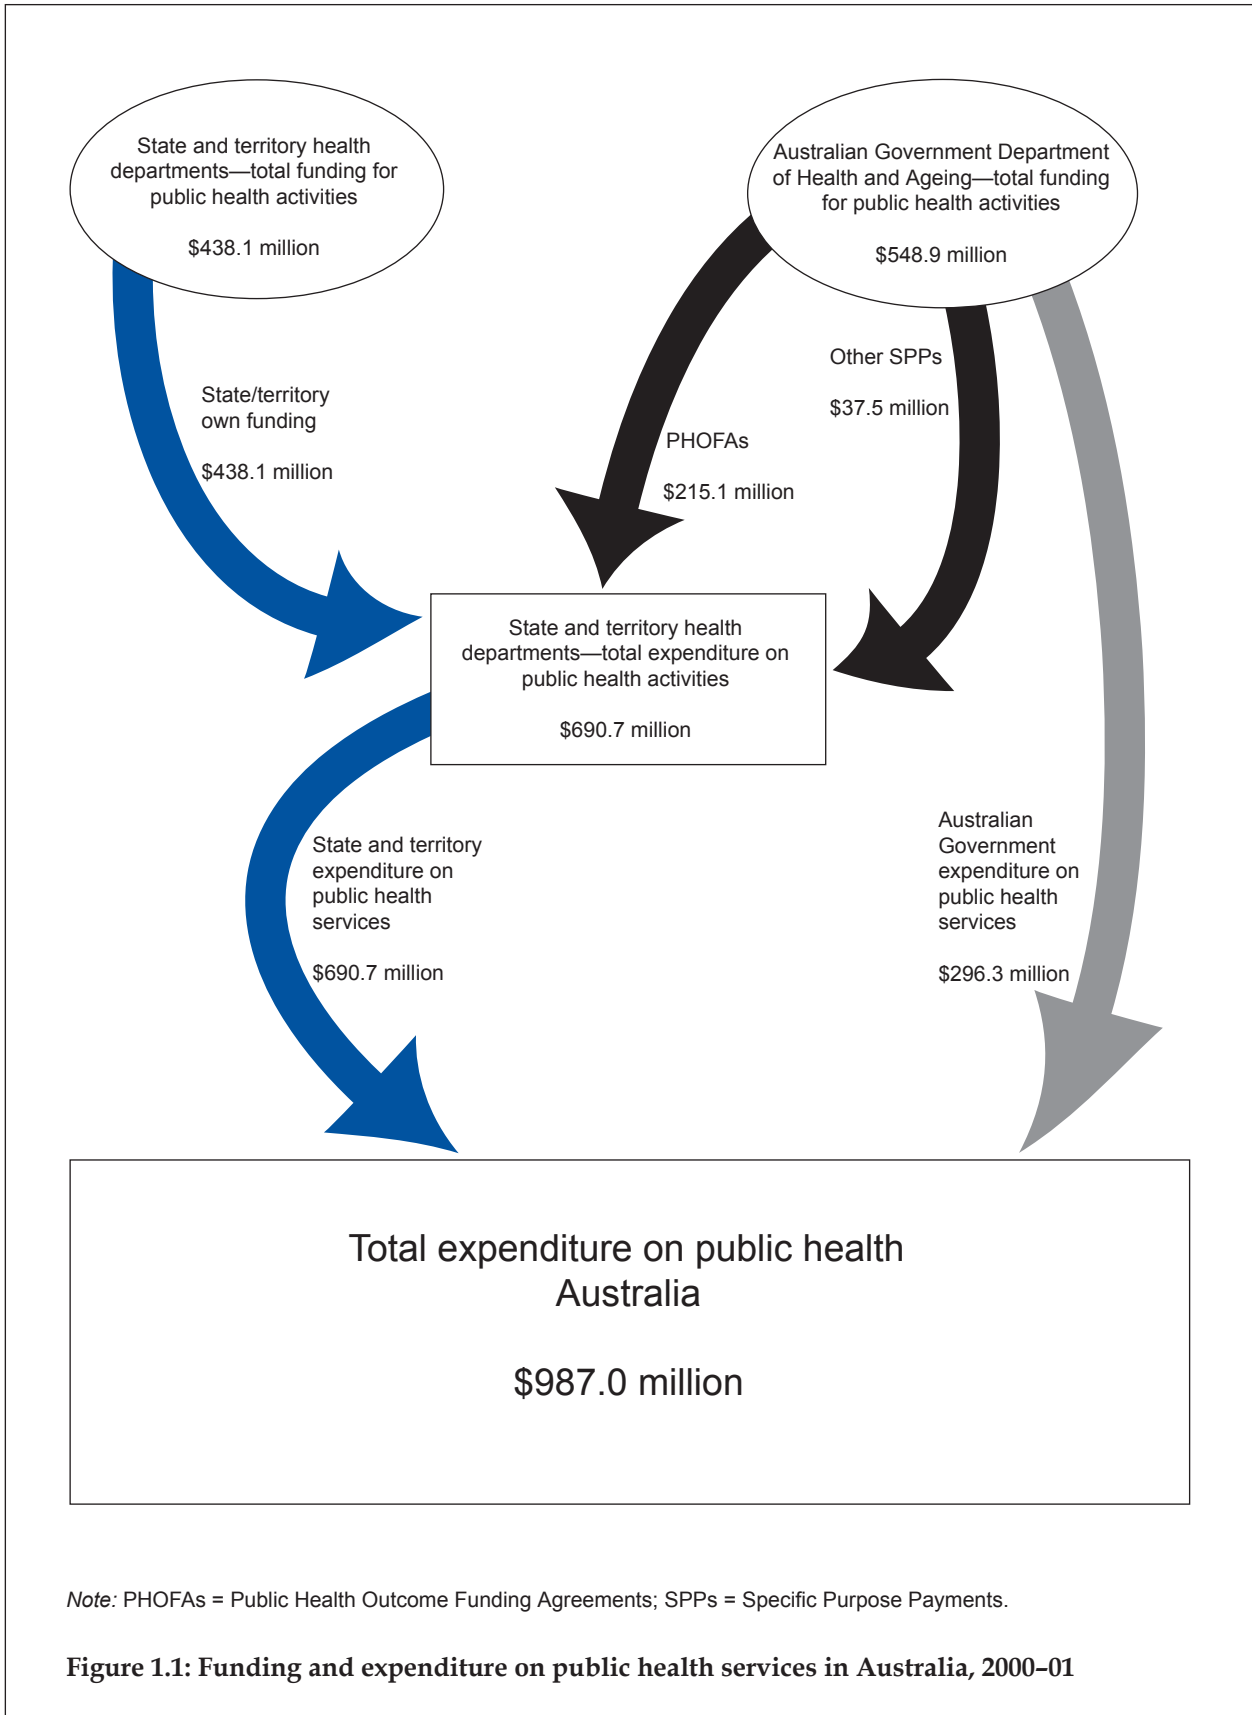 State and territory health
departments—total funding for
public health activities
$438.1 million
Australian Government Department
of Health and Ageing—total funding
for public health activities
$548.9 million
Other SPPs
$37.5 million
State/territory
own funding
$438.1 million
PHOFAs
$215.1 million
State and territory health
departments—total expenditure on
public health activities
$690.7 million
State and territory
expenditure on
public health
services
$690.7 million
Australian
Government
expenditure on
public health
services
$296.3 million
Total expenditure on public health
Australia
$987.0 million
Note: PHOFAs = Public Health Outcome Funding Agreements; SPPs = Specific Purpose Payments.
Figure 1.1: Funding and expenditure on public health services in Australia, 2000–01